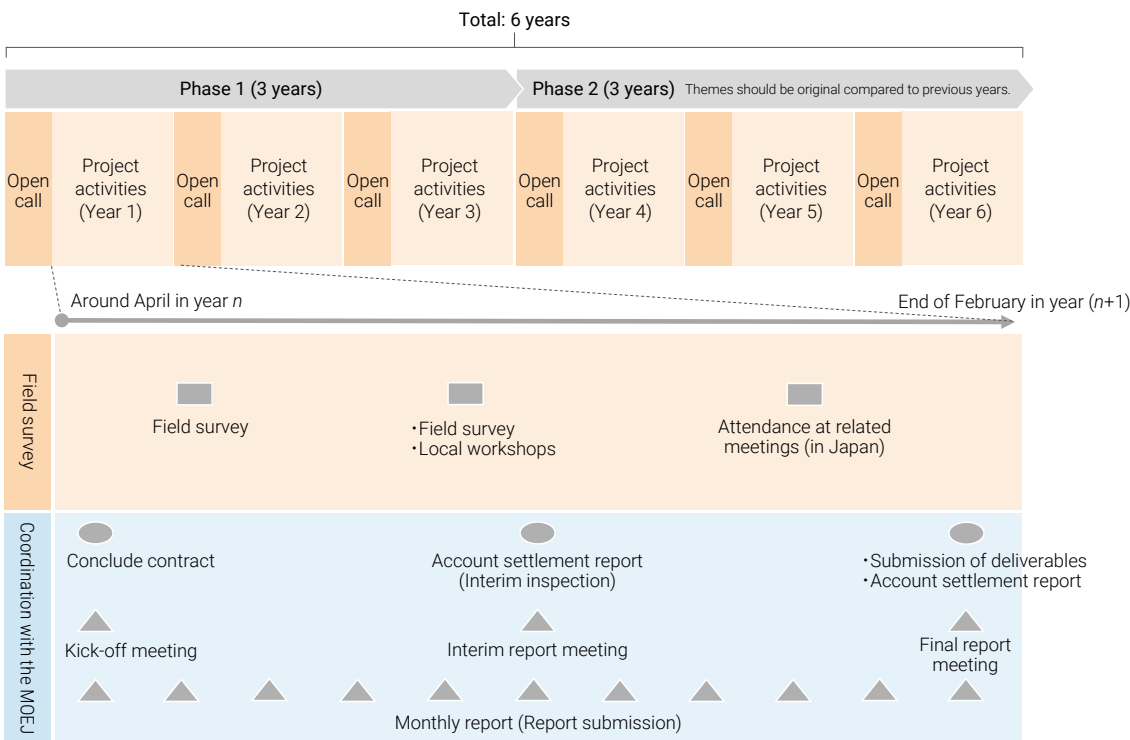 Total: 6 years
Phase 1 (3 years)
Phase 2 (3 years) Themes should be original compared to previous years.
Open
call
Project
activities
(Year 1)
Open
call
Project
activities
(Year 2)
Open
call
Project
activities
(Year 3)
Open
call
Project
activities
(Year 4)
Open
call
Project
activities
(Year 5)
Open
call
Project
activities
(Year 6)
Around April in year n
End of February in year (n+1)
Field survey
Field survey
・Field survey
・Local workshops
Attendance at related
meetings (in Japan)
Coordination with the MOEJ
Conclude contract
Account settlement report
(Interim inspection)
・Submission of deliverables
・Account settlement report
Kick-off meeting
Interim report meeting
Final report
meeting
Monthly report (Report submission)